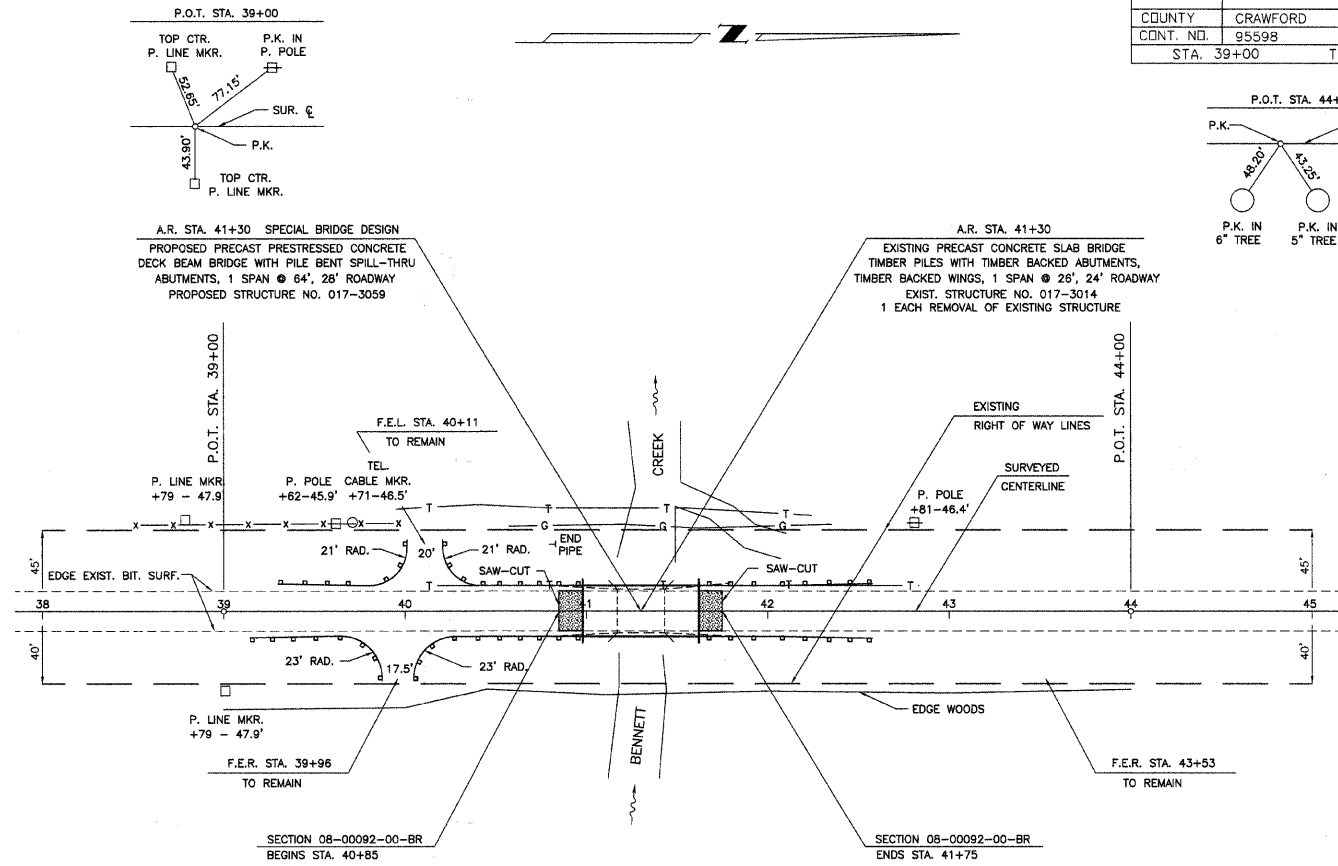 P.O.T. STA. 39+00
TOP CTR.
P. LINE MKR.
P.K. IN
P. POLE
52.65'
77.15'
SUR. ℄
P.K.
43.90'
TOP CTR.
P. LINE MKR.
Z
COUNTY CRAWFORD
CONT. NO. 95598
STA. 39+00 T
P.O.T. STA. 44+
P.K.
48.20'
43.25'
P.K. IN
6" TREE
P.K. IN
5" TREE
A.R. STA. 41+30 SPECIAL BRIDGE DESIGN
PROPOSED PRECAST PRESTRESSED CONCRETE
DECK BEAM BRIDGE WITH PILE BENT SPILL-THRU
ABUTMENTS, 1 SPAN @ 64', 28' ROADWAY
PROPOSED STRUCTURE NO. 017-3059
A.R. STA. 41+30
EXISTING PRECAST CONCRETE SLAB BRIDGE
TIMBER PILES WITH TIMBER BACKED ABUTMENTS,
TIMBER BACKED WINGS, 1 SPAN @ 26', 24' ROADWAY
EXIST. STRUCTURE NO. 017-3014
1 EACH REMOVAL OF EXISTING STRUCTURE
P.O.T. STA. 39+00
P.O.T. STA. 44+00
F.E.L. STA. 40+11
TO REMAIN
EXISTING
RIGHT OF WAY LINES
SURVEYED
CENTERLINE
CREEK
P. LINE MKR.
+79 - 47.9
P. POLE
+62-45.9'
TEL.
CABLE MKR.
+71-46.5'
P. POLE
+81-46.4'
X X X X X X X X
T T T T
G G G
END
PIPE
45'
21' RAD.
20'
21' RAD.
SAW-CUT
SAW-CUT
45'
EDGE EXIST. BIT. SURF.
T T T T T
38 39 40 41 42 43 44 45
40'
23' RAD.
17.5'
23' RAD.
40'
P. LINE MKR.
+79 - 47.9'
EDGE WOODS
BENNETT
F.E.R. STA. 39+96
TO REMAIN
F.E.R. STA. 43+53
TO REMAIN
SECTION 08-00092-00-BR
BEGINS STA. 40+85
SECTION 08-00092-00-BR
ENDS STA. 41+75